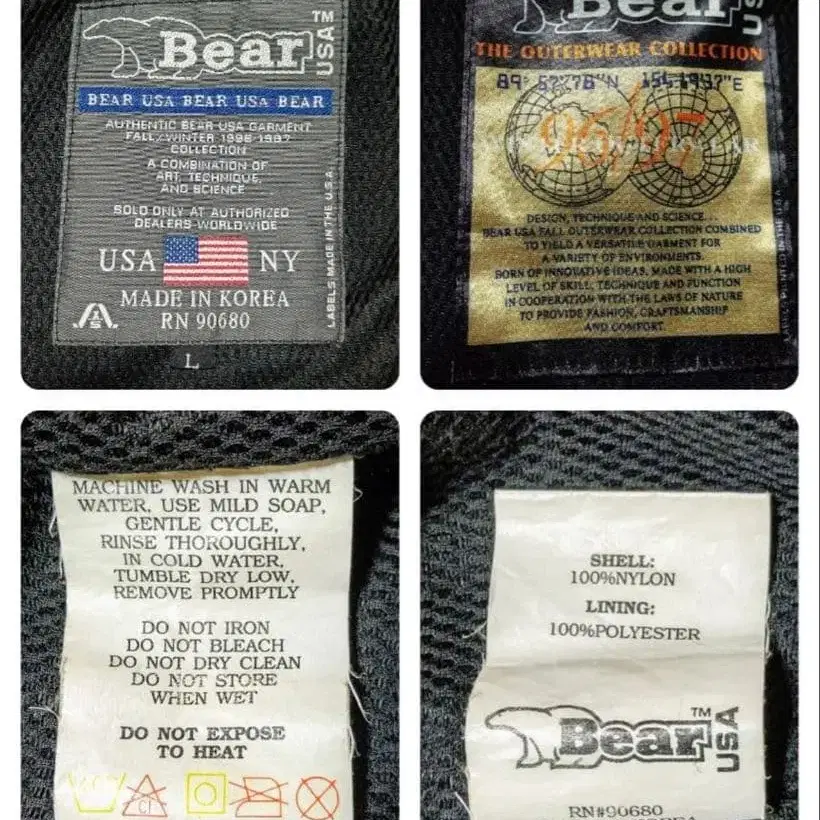 Bear USA™
BEAR USA BEAR USA BEAR
AUTHENTIC BEAR USA GARMENT
FALL/WINTER 1996-1997
COLLECTION
A COMBINATION OF
ART, TECHNIQUE,
AND SCIENCE
SOLD ONLY AT AUTHORIZED
DEALERS WORLDWIDE
USA NY
MADE IN KOREA
RN 90680
LABELS MADE IN THE U.S.A
L
Bear USA
THE OUTERWEAR COLLECTION
96/97
DESIGN, TECHNIQUE AND SCIENCE...
BEAR USA FALL OUTERWEAR COLLECTION COMBINED
TO YIELD A VERSATILE GARMENT FOR
A VARIETY OF ENVIRONMENTS.
BORN OF INNOVATIVE IDEAS, MADE WITH A HIGH
LEVEL OF SKILL, TECHNIQUE AND FUNCTION
IN COOPERATION WITH THE LAWS OF NATURE
TO PROVIDE FASHION, CRAFTSMANSHIP
AND COMFORT.
MACHINE WASH IN WARM
WATER, USE MILD SOAP,
GENTLE CYCLE,
RINSE THOROUGHLY,
IN COLD WATER,
TUMBLE DRY LOW,
REMOVE PROMPTLY
DO NOT IRON
DO NOT BLEACH
DO NOT DRY CLEAN
DO NOT STORE
WHEN WET
DO NOT EXPOSE
TO HEAT
CL
SHELL:
100%NYLON
LINING:
100%POLYESTER
Bear USA™
RN#90680